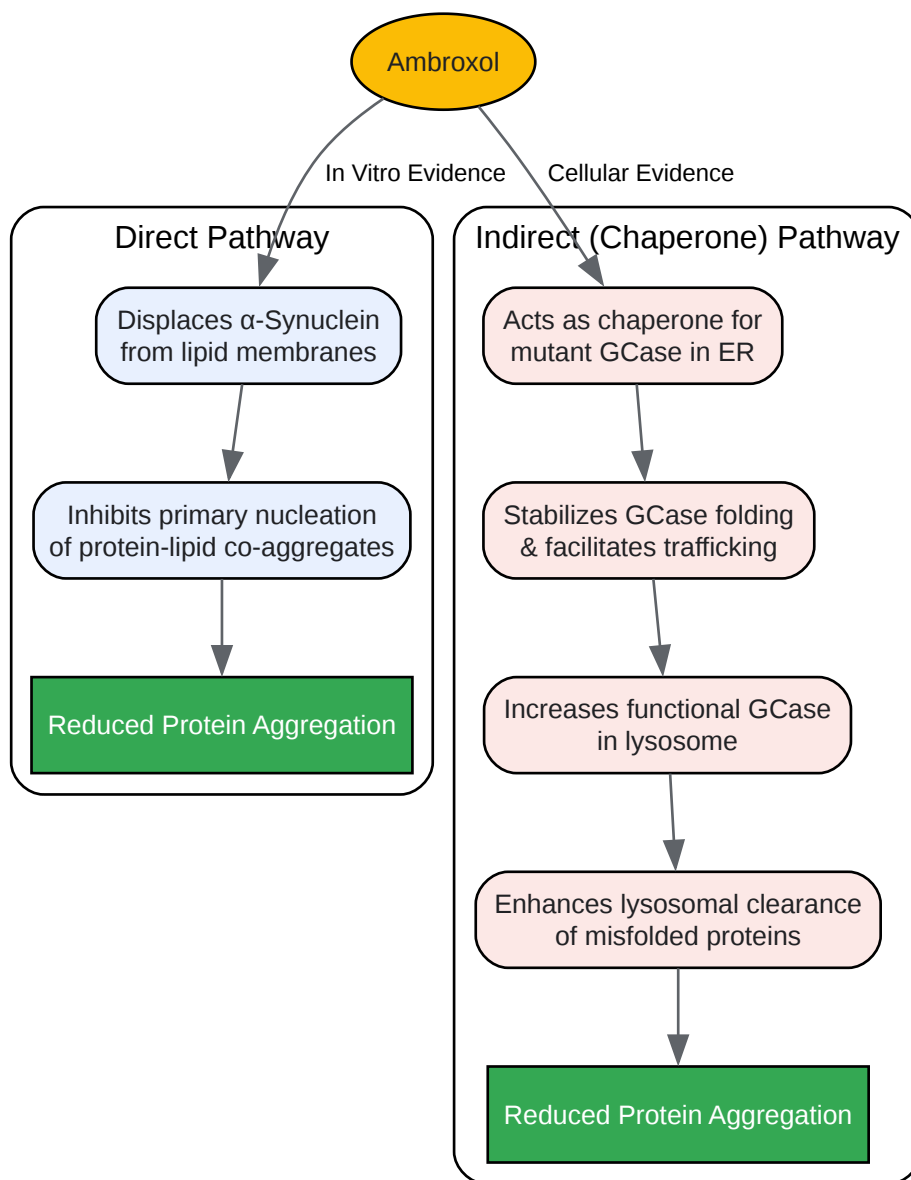 Ambroxol
In Vitro Evidence
Cellular Evidence
Direct Pathway
Displaces α-Synuclein
from lipid membranes
Inhibits primary nucleation
of protein-lipid co-aggregates
Reduced Protein Aggregation
Indirect (Chaperone) Pathway
Acts as chaperone for
mutant GCase in ER
Stabilizes GCase folding
& facilitates trafficking
Increases functional GCase
in lysosome
Enhances lysosomal clearance
of misfolded proteins
Reduced Protein Aggregation